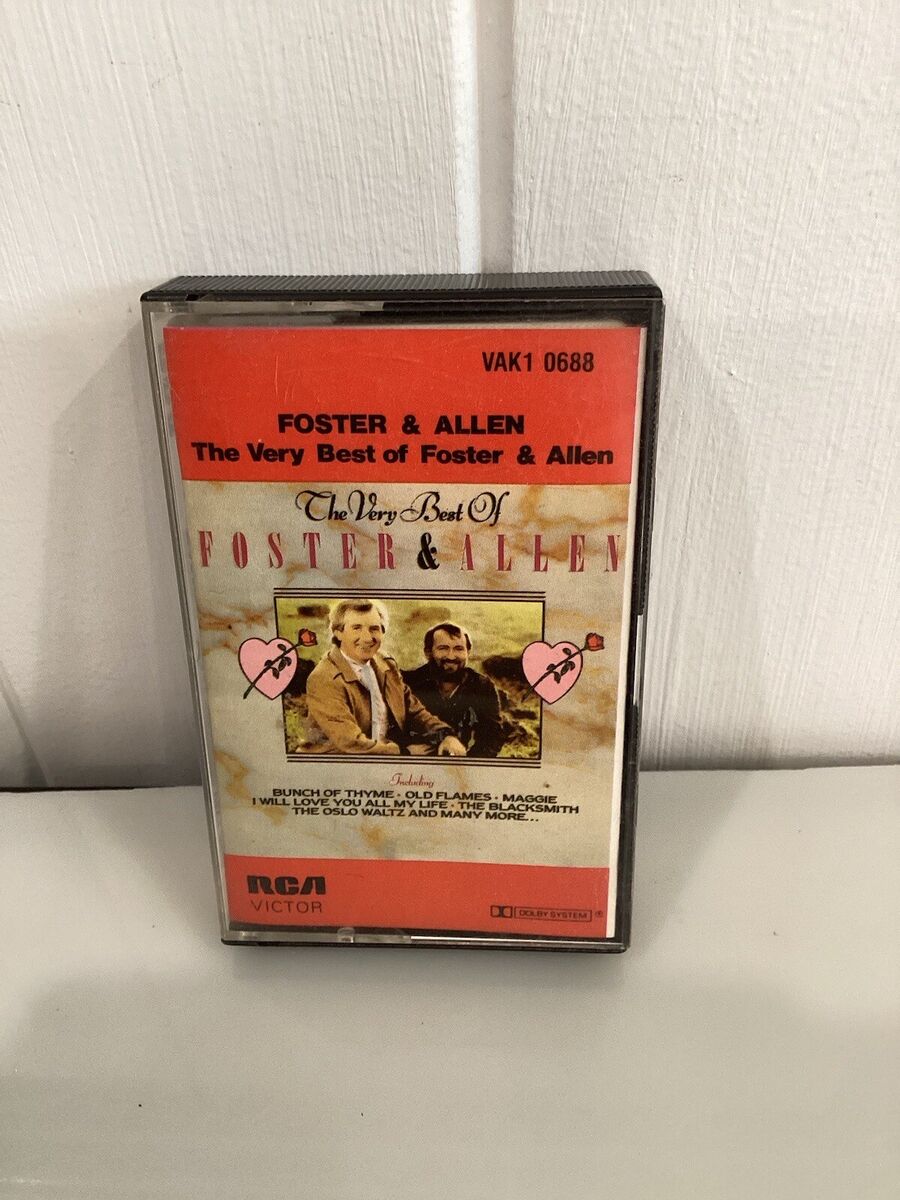 VAK1 0688
FOSTER & ALLEN
The Very Best of Foster & Allen
The Very Best Of
FOSTER & ALLEN
Including
BUNCH OF THYME · OLD FLAMES · MAGGIE
I WILL LOVE YOU ALL MY LIFE · THE BLACKSMITH
THE OSLO WALTZ AND MANY MORE...
RCA
VICTOR
DOLBY SYSTEM ®